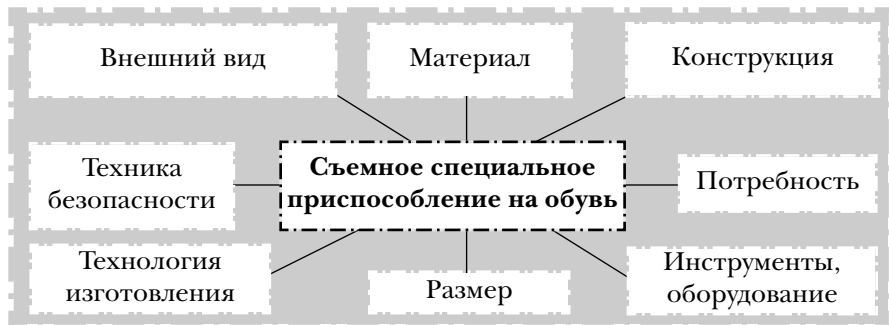 Внешний вид
Материал
Конструкция
Техника
безопасности
Съемное специальное
приспособление на обувь
Потребность
Технология
изготовления
Размер
Инструменты,
оборудование